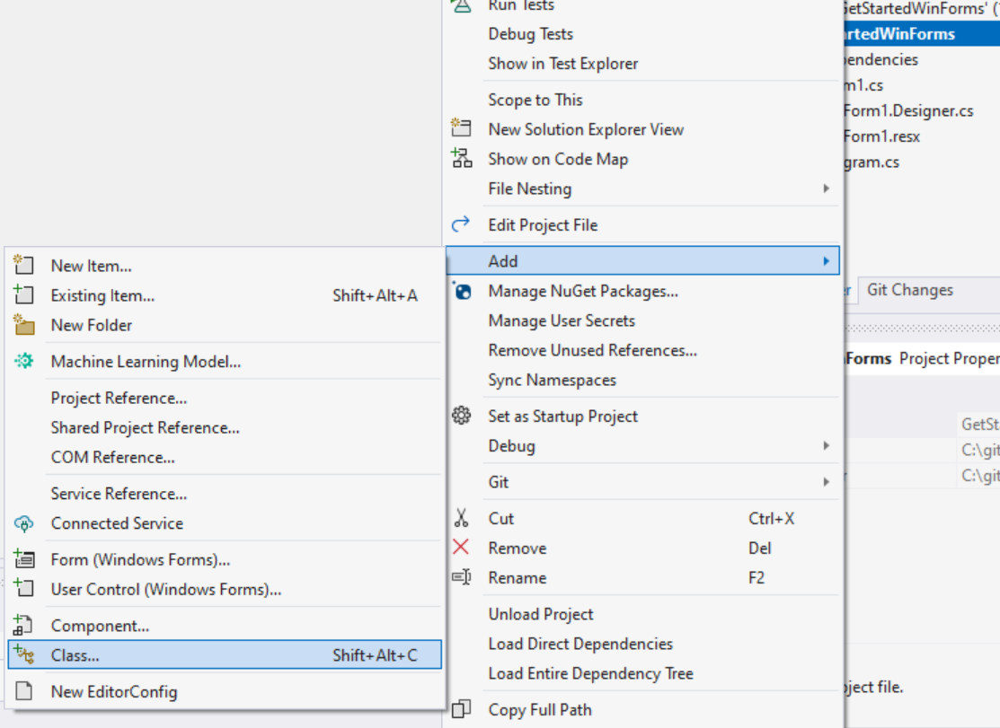 Run Tests
Debug Tests
Show in Test Explorer
Scope to This
New Solution Explorer View
Show on Code Map
File Nesting
Edit Project File
Add
Manage NuGet Packages...
Manage User Secrets
Remove Unused References...
Sync Namespaces
Set as Startup Project
Debug
Git
Cut Ctrl+X
Remove Del
Rename F2
Unload Project
Load Direct Dependencies
Load Entire Dependency Tree
Copy Full Path
New Item...
Existing Item... Shift+Alt+A
New Folder
Machine Learning Model...
Project Reference...
Shared Project Reference...
COM Reference...
Service Reference...
Connected Service
Form (Windows Forms)...
User Control (Windows Forms)...
Component...
Class... Shift+Alt+C
New EditorConfig
GetStartedWinForms' (
rtedWinForms
endencies
m1.cs
Form1.Designer.cs
Form1.resx
gram.cs
r Git Changes
Forms Project Proper
GetSt
C:\git
C:\git
ject file.